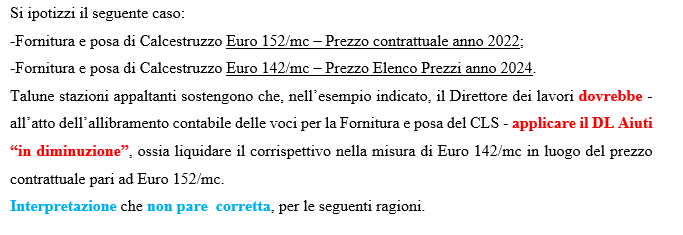 Si ipotizzi il seguente caso:
-Fornitura e posa di Calcestruzzo Euro 152/mc – Prezzo contrattuale anno 2022;
-Fornitura e posa di Calcestruzzo Euro 142/mc – Prezzo Elenco Prezzi anno 2024.
Talune stazioni appaltanti sostengono che, nell’esempio indicato, il Direttore dei lavori dovrebbe -
all’atto dell’allibramento contabile delle voci per la Fornitura e posa del CLS - applicare il DL Aiuti
“in diminuzione”, ossia liquidare il corrispettivo nella misura di Euro 142/mc in luogo del prezzo
contrattuale pari ad Euro 152/mc.
Interpretazione che non pare corretta, per le seguenti ragioni.